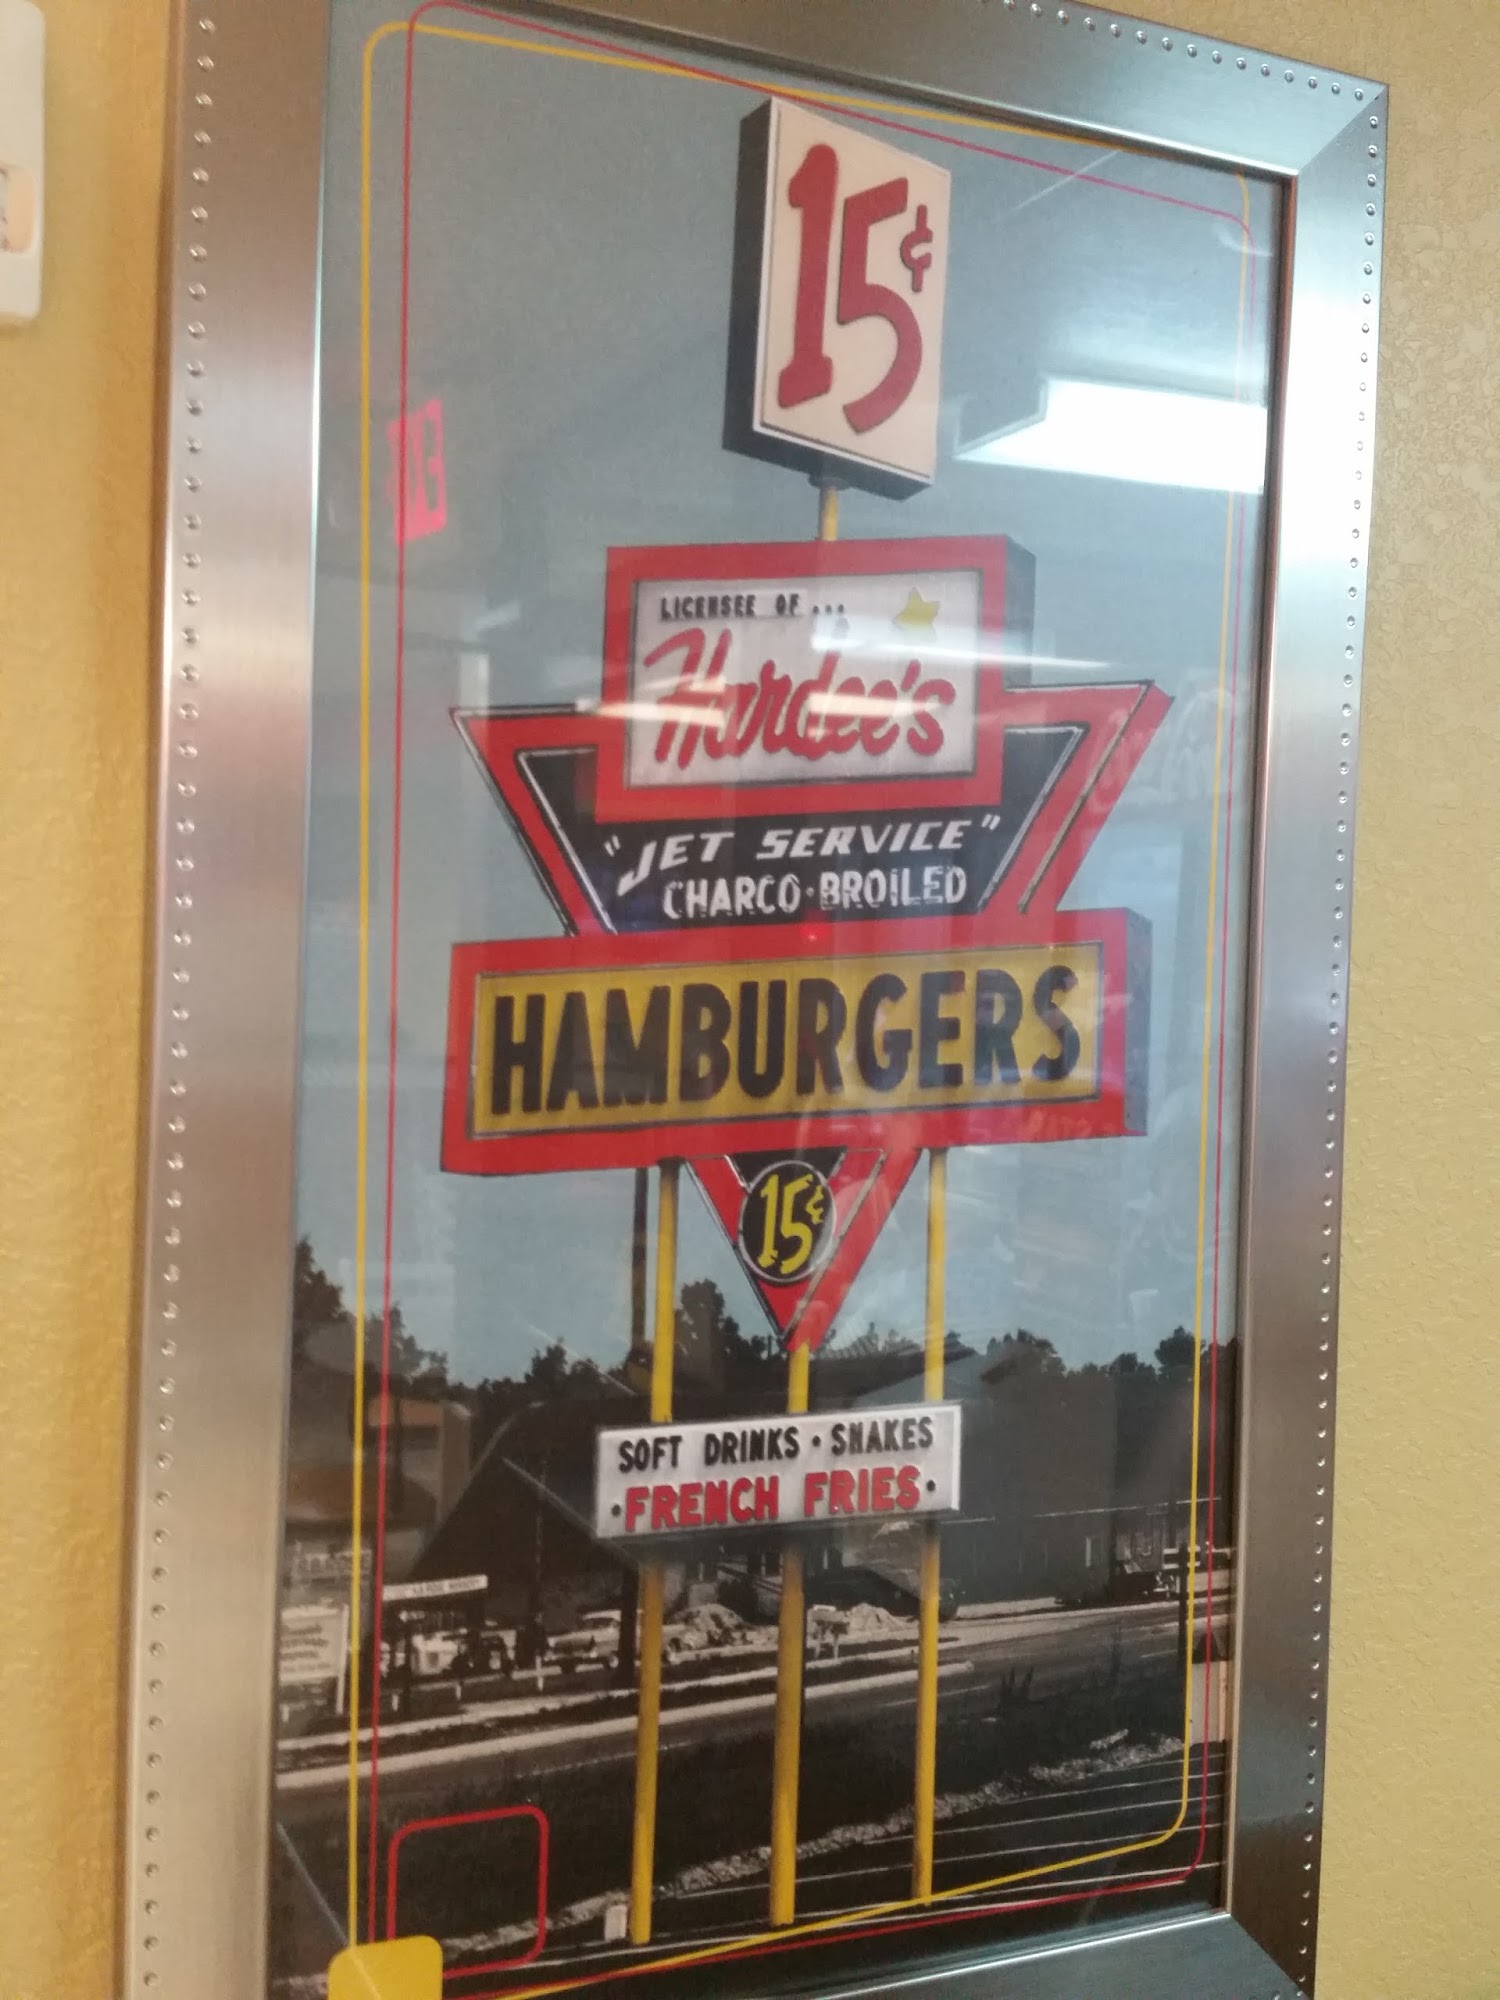 15¢
LICENSEE OF ...
Hardee's
"JET SERVICE"
CHARCO·BROILED
HAMBURGERS
15¢
SOFT DRINKS · SHAKES
·FRENCH FRIES·